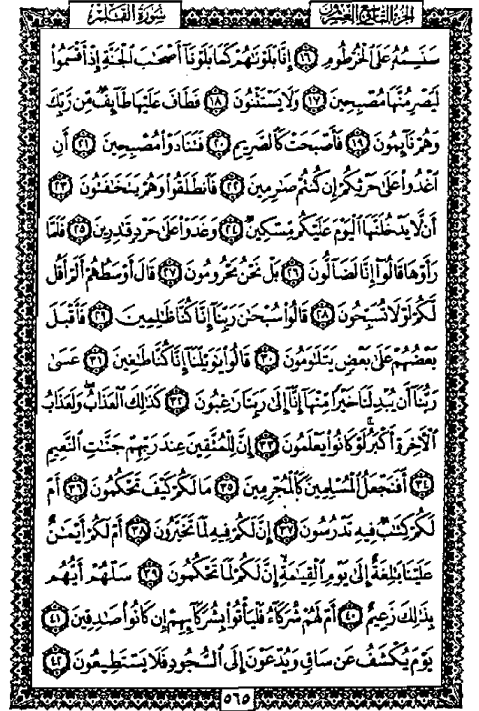 الجزء التاسع والعشرون سورة القلم
سَنَسِمُهُۥ عَلَى ٱلْخُرْطُومِ ١٦ إِنَّا بَلَوْنَٰهُمْ كَمَا بَلَوْنَآ أَصْحَٰبَ ٱلْجَنَّةِ إِذْ أَقْسَمُوا۟
لَيَصْرِمُنَّهَا مُصْبِحِينَ ١٧ وَلَا يَسْتَثْنُونَ ١٨ فَطَافَ عَلَيْهَا طَآئِفٌ مِّن رَّبِّكَ
وَهُمْ نَآئِمُونَ ١٩ فَأَصْبَحَتْ كَٱلصَّرِيمِ ٢٠ فَتَنَادَوْا۟ مُصْبِحِينَ ٢١ أَنِ
ٱغْدُوا۟ عَلَىٰ حَرْثِكُمْ إِن كُنتُمْ صَٰرِمِينَ ٢٢ فَٱنطَلَقُوا۟ وَهُمْ يَتَخَٰفَتُونَ ٢٣
أَن لَّا يَدْخُلَنَّهَا ٱلْيَوْمَ عَلَيْكُم مِّسْكِينٌ ٢٤ وَغَدَوْا۟ عَلَىٰ حَرْدٍ قَٰدِرِينَ ٢٥ فَلَمَّا
رَأَوْهَا قَالُوٓا۟ إِنَّا لَضَآلُّونَ ٢٦ بَلْ نَحْنُ مَحْرُومُونَ ٢٧ قَالَ أَوْسَطُهُمْ أَلَمْ أَقُل
لَّكُمْ لَوْلَا تُسَبِّحُونَ ٢٨ قَالُوا۟ سُبْحَٰنَ رَبِّنَآ إِنَّا كُنَّا ظَٰلِمِينَ ٢٩ فَأَقْبَلَ
بَعْضُهُمْ عَلَىٰ بَعْضٍ يَتَلَٰوَمُونَ ٣٠ قَالُوا۟ يَٰوَيْلَنَآ إِنَّا كُنَّا طَٰغِينَ ٣١ عَسَىٰ
رَبُّنَآ أَن يُبْدِلَنَا خَيْرًا مِّنْهَآ إِنَّآ إِلَىٰ رَبِّنَا رَٰغِبُونَ ٣٢ كَذَٰلِكَ ٱلْعَذَابُ ۖ وَلَعَذَابُ
ٱلْءَاخِرَةِ أَكْبَرُ ۚ لَوْ كَانُوا۟ يَعْلَمُونَ ٣٣ إِنَّ لِلْمُتَّقِينَ عِندَ رَبِّهِمْ جَنَّٰتِ ٱلنَّعِيمِ
٣٤ أَفَنَجْعَلُ ٱلْمُسْلِمِينَ كَٱلْمُجْرِمِينَ ٣٥ مَا لَكُمْ كَيْفَ تَحْكُمُونَ ٣٦ أَمْ
لَكُمْ كِتَٰبٌ فِيهِ تَدْرُسُونَ ٣٧ إِنَّ لَكُمْ فِيهِ لَمَا تَخَيَّرُونَ ٣٨ أَمْ لَكُمْ أَيْمَٰنٌ
عَلَيْنَا بَٰلِغَةٌ إِلَىٰ يَوْمِ ٱلْقِيَٰمَةِ ۙ إِنَّ لَكُمْ لَمَا تَحْكُمُونَ ٣٩ سَلْهُمْ أَيُّهُم
بِذَٰلِكَ زَعِيمٌ ٤٠ أَمْ لَهُمْ شُرَكَآءُ فَلْيَأْتُوا۟ بِشُرَكَآئِهِمْ إِن كَانُوا۟ صَٰدِقِينَ ٤١
يَوْمَ يُكْشَفُ عَن سَاقٍ وَيُدْعَوْنَ إِلَى ٱلسُّجُودِ فَلَا يَسْتَطِيعُونَ ٤٢
٥٦٥